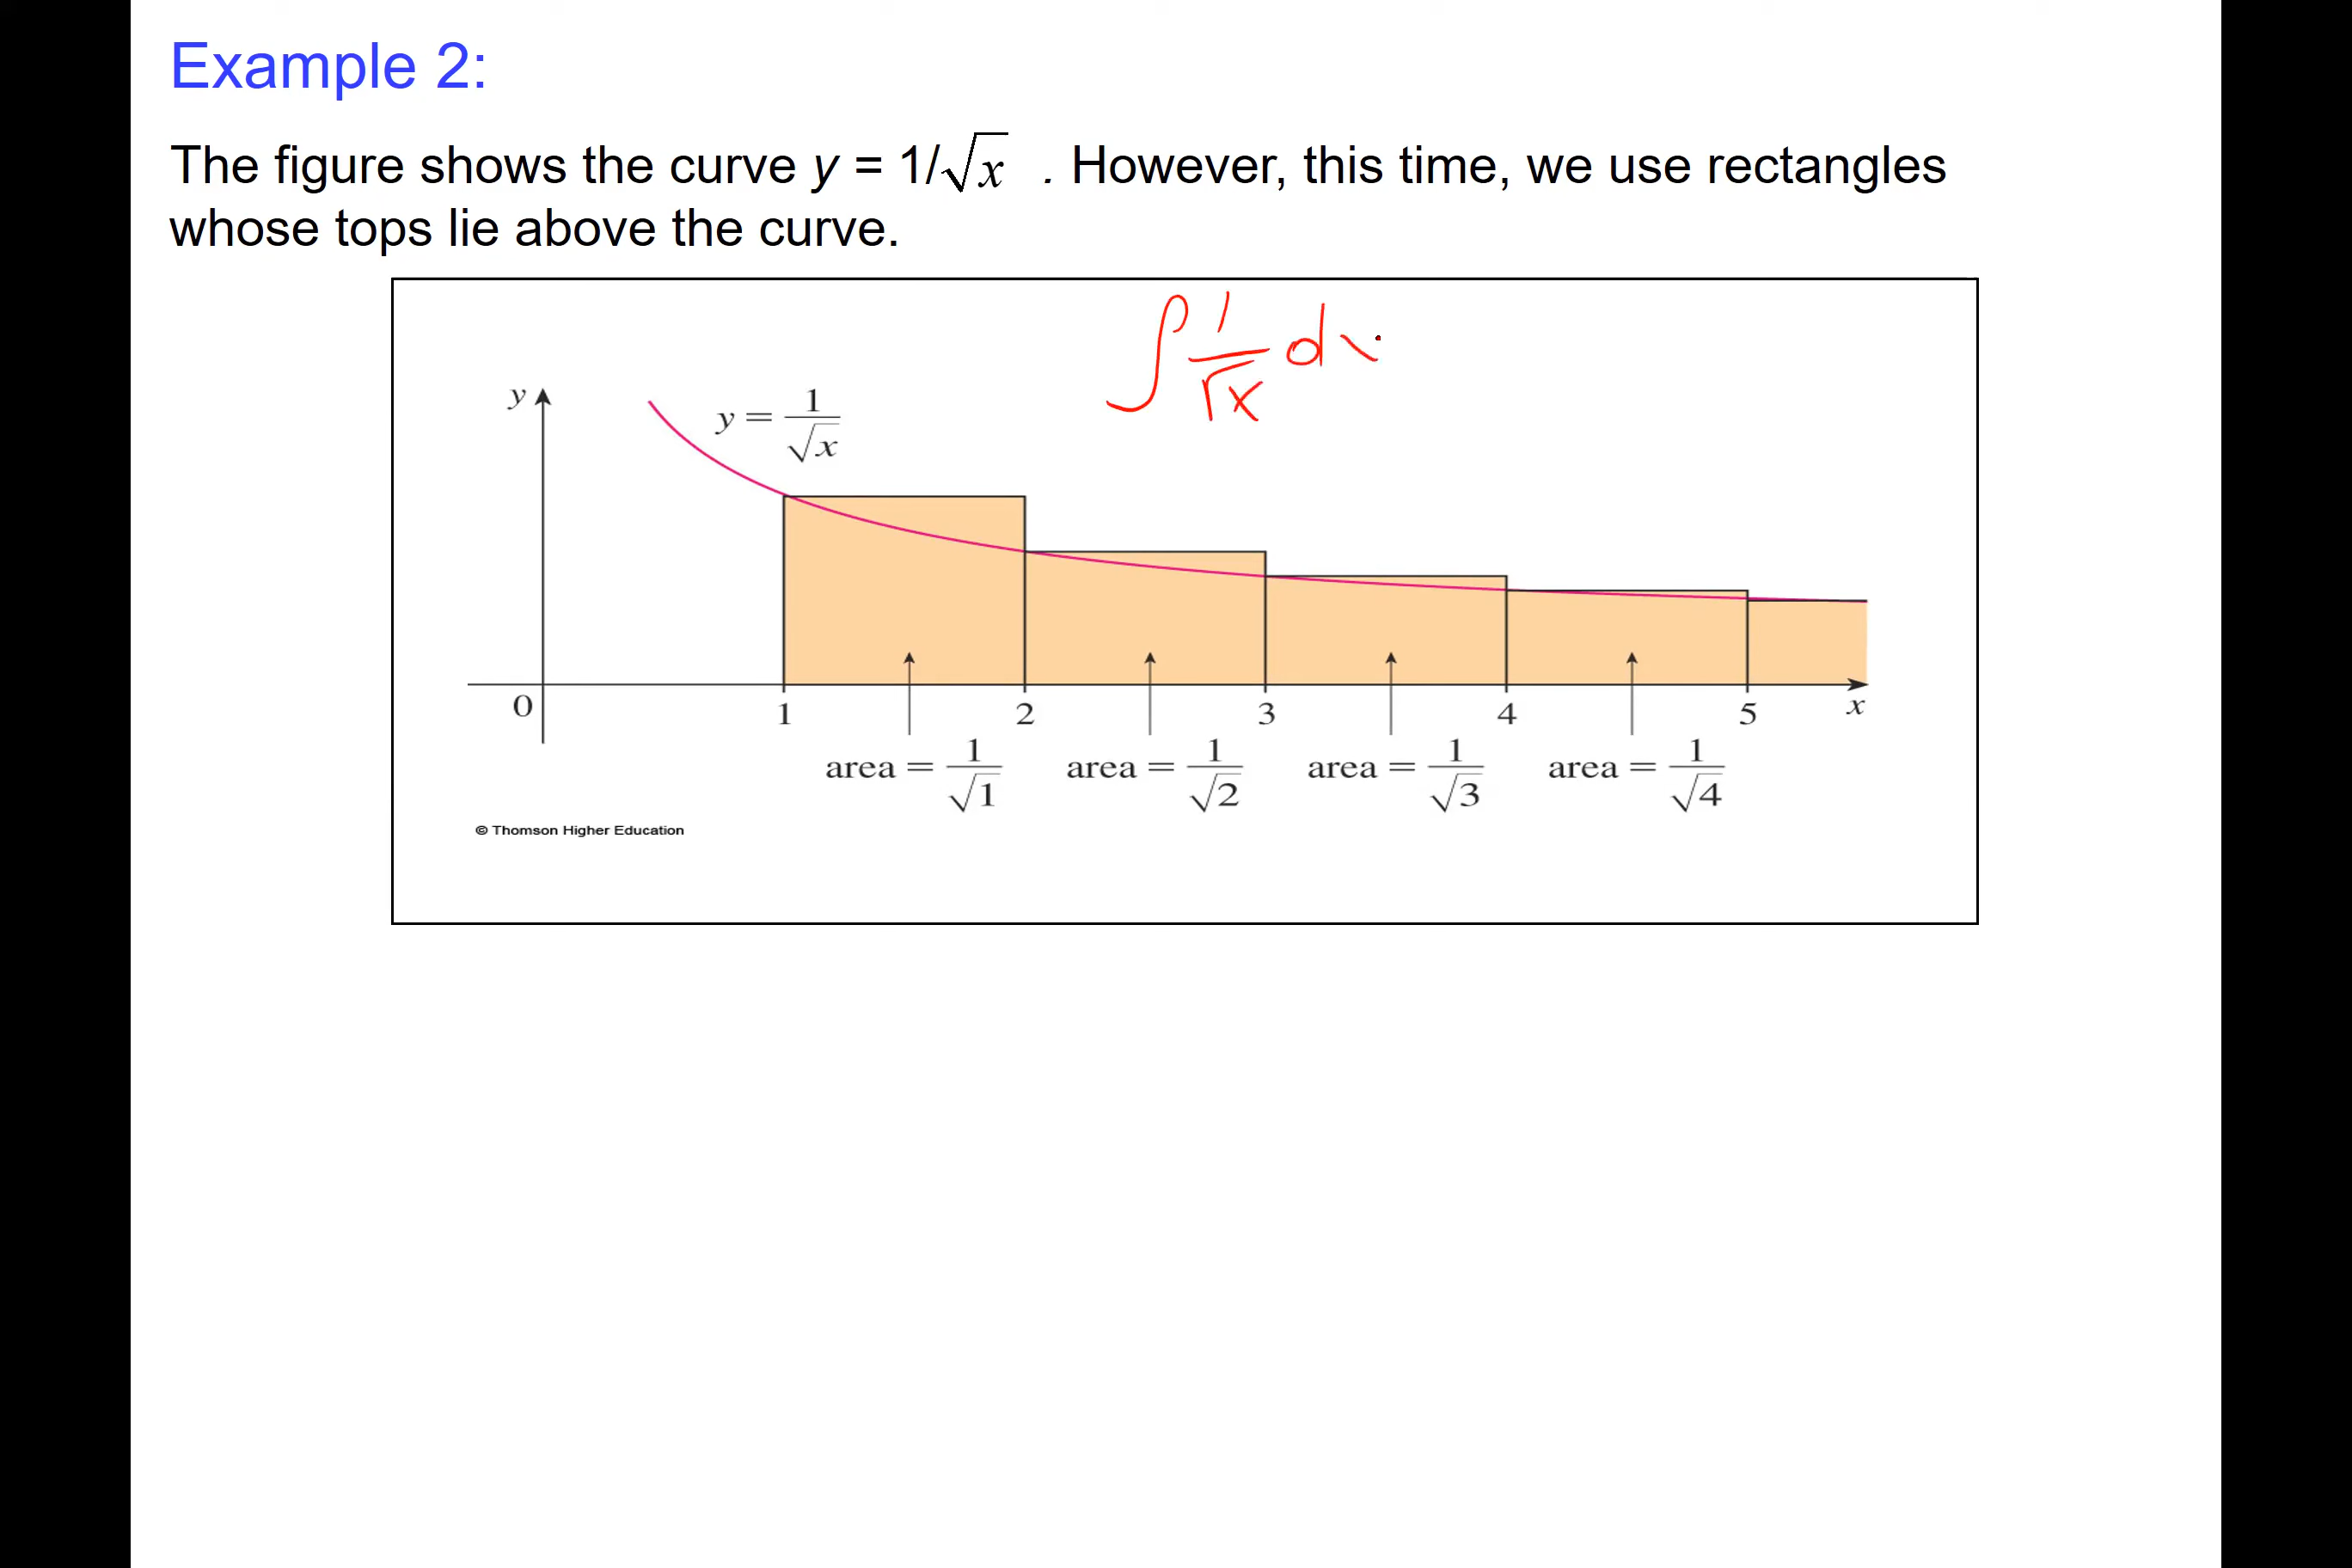 Example 2:
The figure shows the curve y = 1/√x . However, this time, we use rectangles
whose tops lie above the curve.
∫ 1/√x dx
y
y = 1/√x
0 1 2 3 4 5 x
area = 1/√1 area = 1/√2 area = 1/√3 area = 1/√4
© Thomson Higher Education